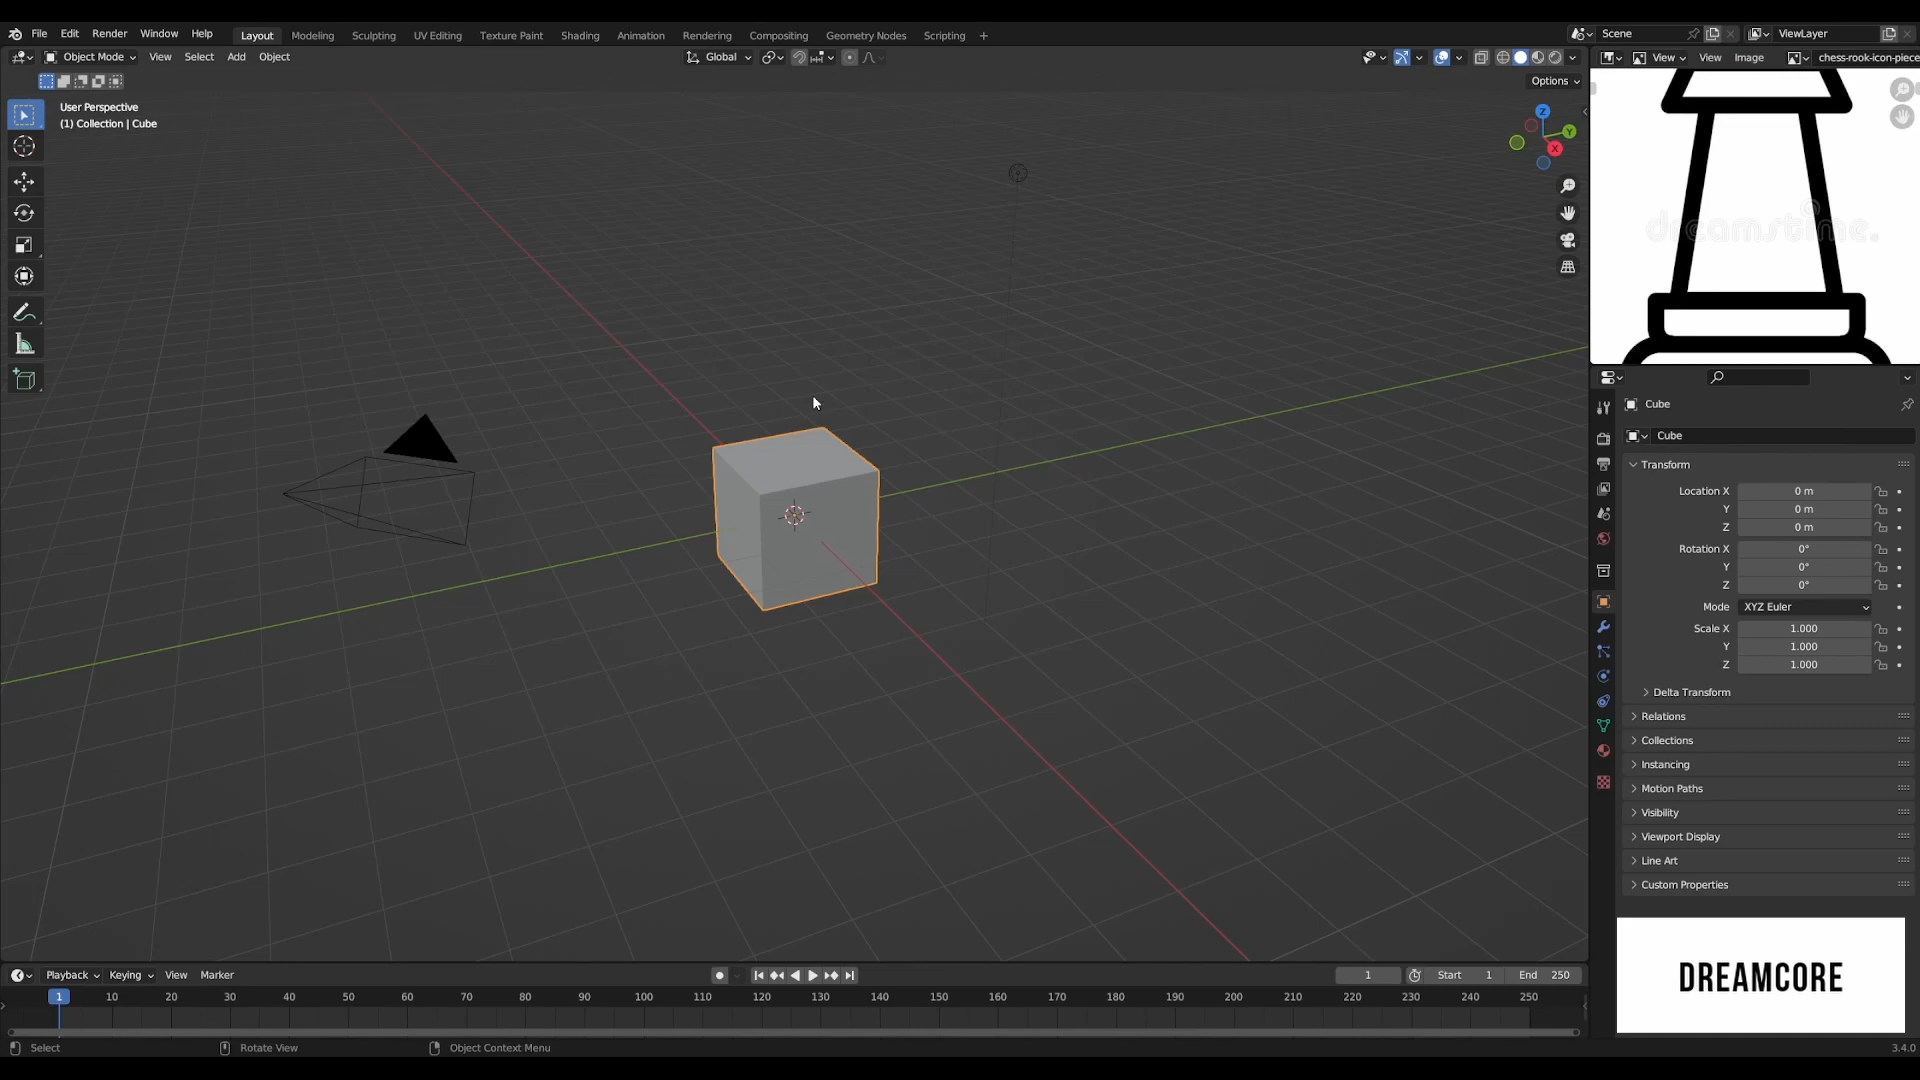 File Edit Render Window Help Layout Modeling Sculpting UV Editing Texture Paint Shading Animation Rendering Compositing Geometry Nodes Scripting + Scene ViewLayer
Object Mode View Select Add Object Global View View Image chess-rook-icon-piece
Options
User Perspective
(1) Collection | Cube
Z
Y
X
dreamstime.
Cube
Cube
Transform
Location X 0 m
Y 0 m
Z 0 m
Rotation X 0°
Y 0°
Z 0°
Mode XYZ Euler
Scale X 1.000
Y 1.000
Z 1.000
Delta Transform
Relations
Collections
Instancing
Motion Paths
Visibility
Viewport Display
Line Art
Custom Properties
DREAMCORE
Playback Keying View Marker 1 Start 1 End 250
1 10 20 30 40 50 60 70 80 90 100 110 120 130 140 150 160 170 180 190 200 210 220 230 240 250
Select Rotate View Object Context Menu 3.4.0